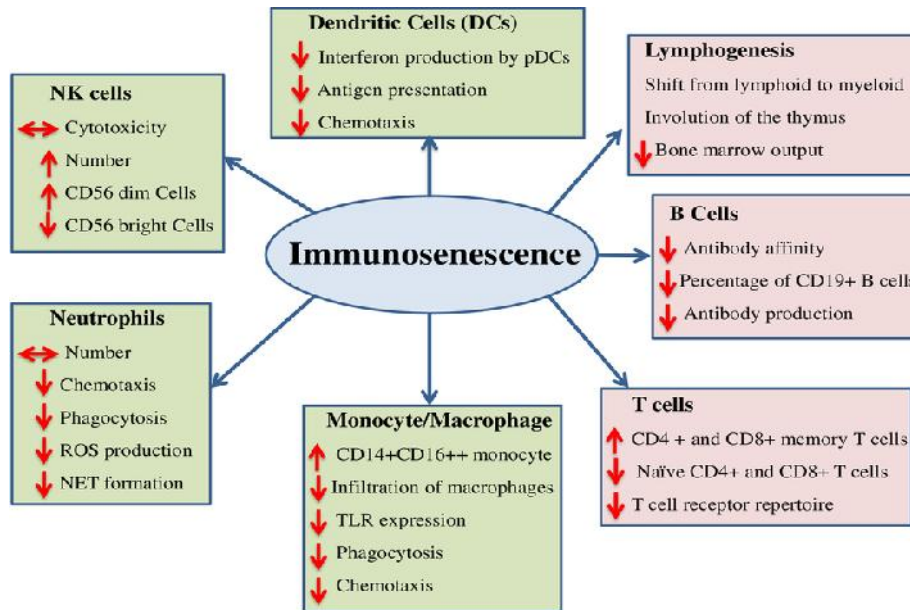 Dendritic Cells (DCs)
Interferon production by pDCs
Antigen presentation
Chemotaxis
Lymphogenesis
Shift from lymphoid to myeloid
Involution of the thymus
Bone marrow output
NK cells
Cytotoxicity
Number
CD56 dim Cells
CD56 bright Cells
Immunosenescence
B Cells
Antibody affinity
Percentage of CD19+ B cells
Antibody production
Neutrophils
Number
Chemotaxis
Phagocytosis
ROS production
NET formation
Monocyte/Macrophage
CD14+CD16++ monocyte
Infiltration of macrophages
TLR expression
Phagocytosis
Chemotaxis
T cells
CD4 + and CD8+ memory T cells
Naïve CD4+ and CD8+ T cells
T cell receptor repertoire